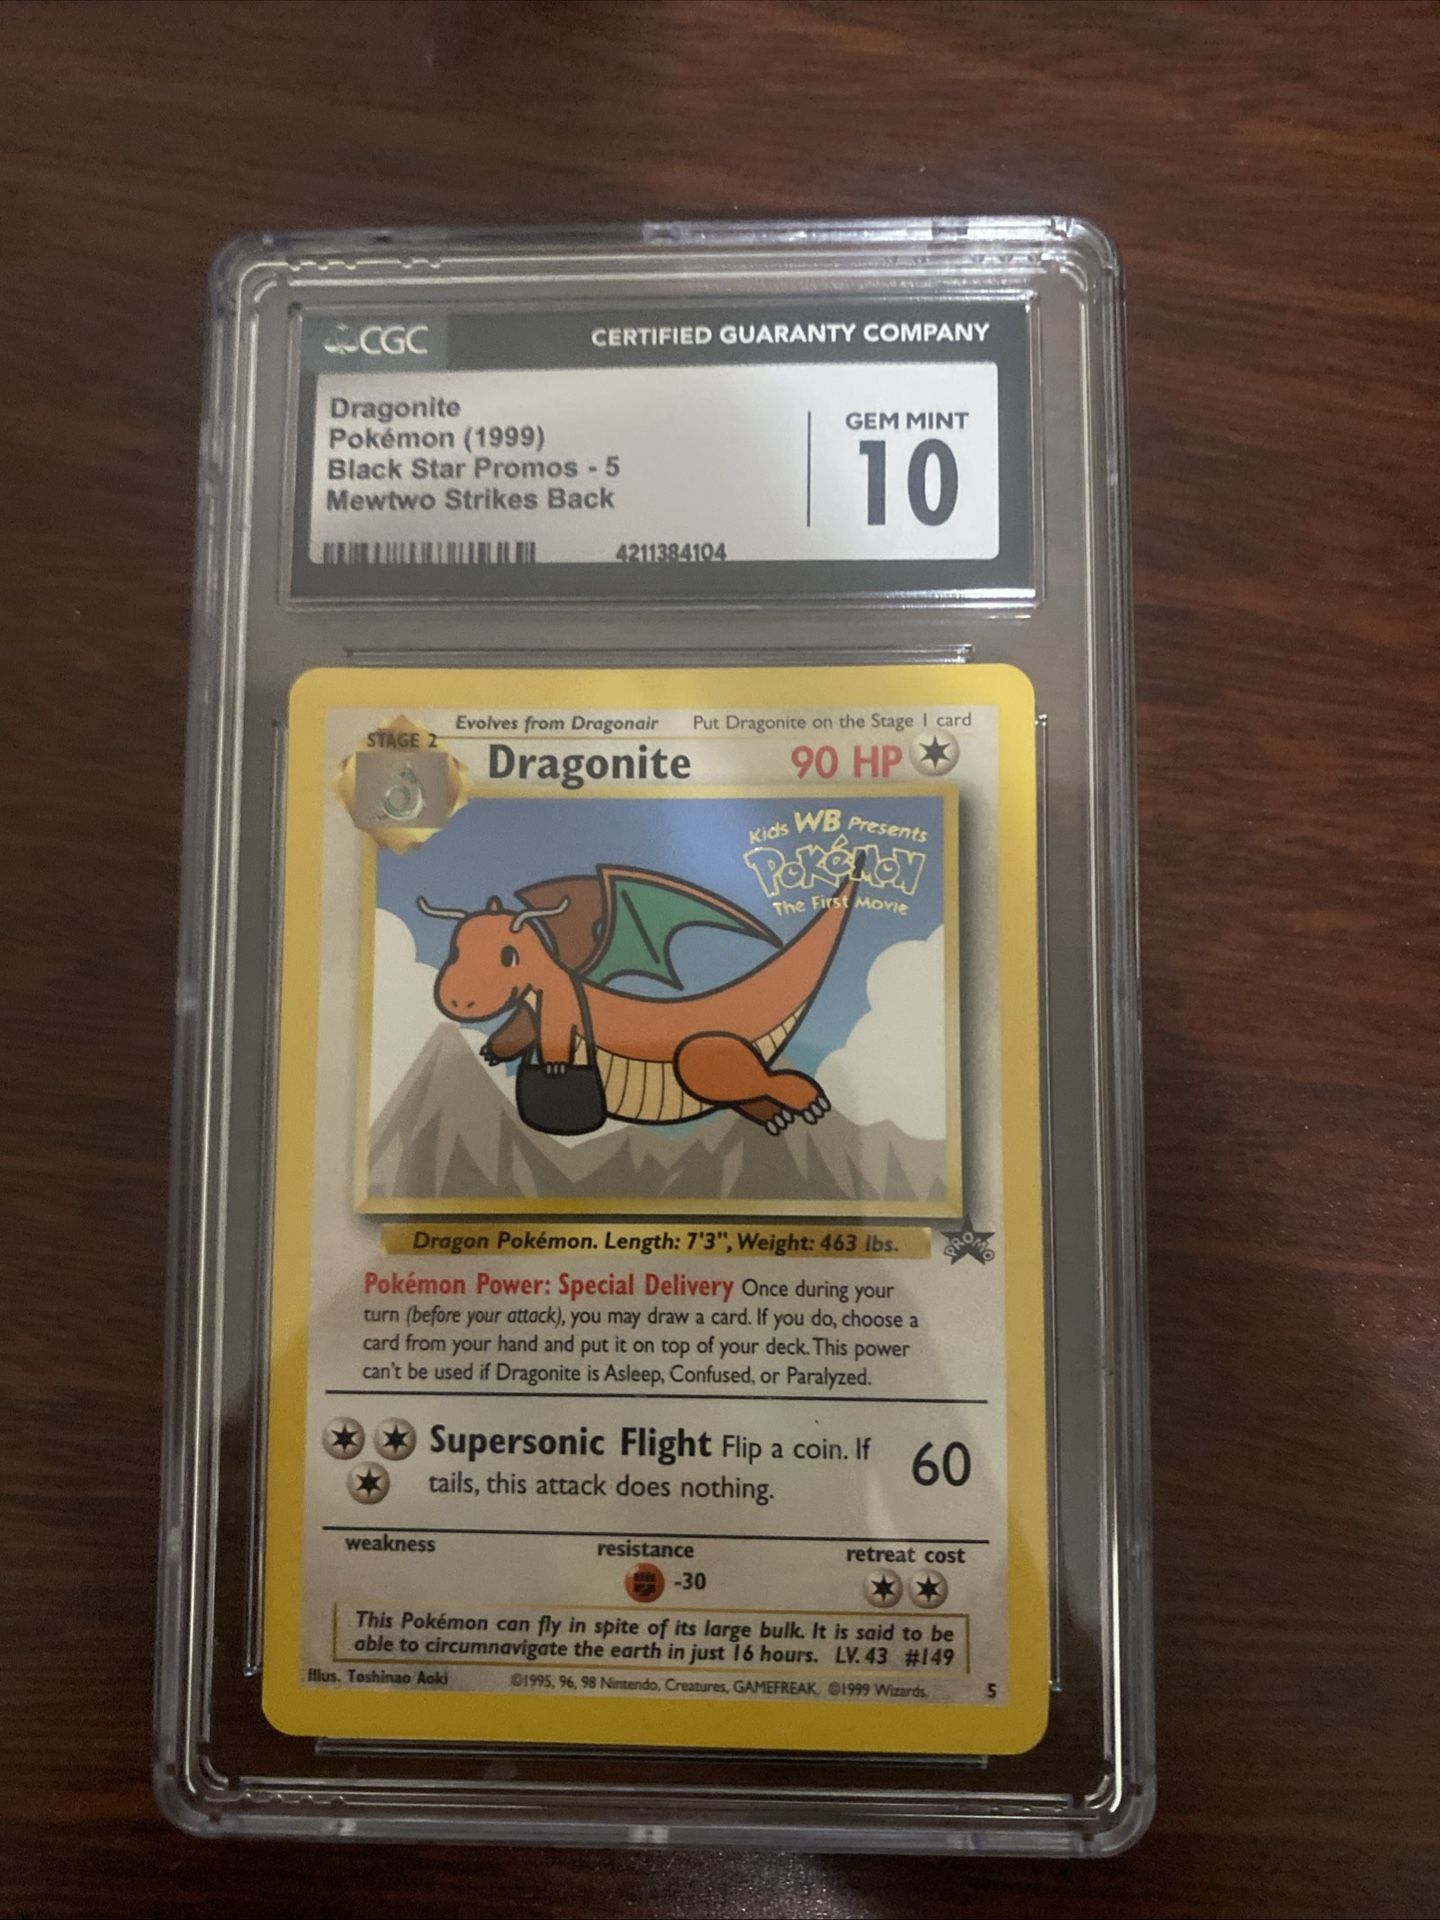 CGC
CERTIFIED GUARANTY COMPANY
Dragonite
Pokémon (1999)
Black Star Promos - 5
Mewtwo Strikes Back
GEM MINT
10
4211384104
Evolves from Dragonair
Put Dragonite on the Stage 1 card
STAGE 2
Dragonite
90 HP
Kids WB Presents
POKéMON
The First Movie
Dragon Pokémon. Length: 7'3", Weight: 463 lbs.
PROMO
Pokémon Power: Special Delivery Once during your
turn (before your attack), you may draw a card. If you do, choose a
card from your hand and put it on top of your deck. This power
can't be used if Dragonite is Asleep, Confused, or Paralyzed.
Supersonic Flight Flip a coin. If
tails, this attack does nothing.
60
weakness
resistance
retreat cost
-30
This Pokémon can fly in spite of its large bulk. It is said to be
able to circumnavigate the earth in just 16 hours. LV. 43 #149
Illus. Toshinao Aoki
©1995, 96, 98 Nintendo, Creatures, GAMEFREAK. ©1999 Wizards.
5